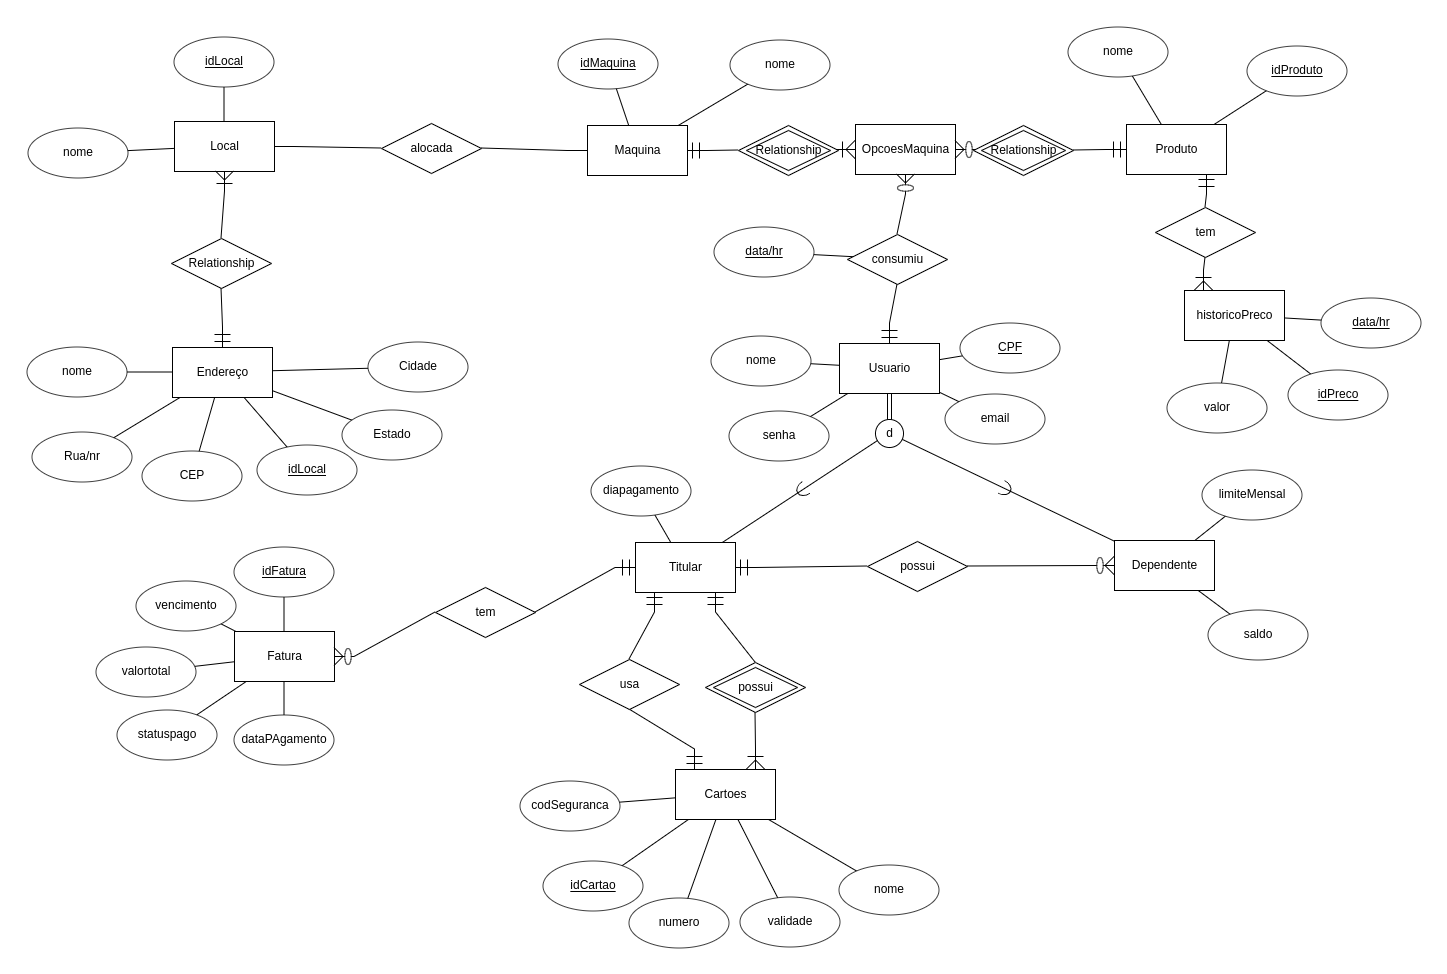 nome
idLocal
idMaquina
nome
nome
idProduto
Local
alocada
Maquina
Relationship
OpcoesMaquina
Relationship
Produto
Relationship
data/hr
consumiu
tem
historicoPreco
data/hr
nome
Endereço
Cidade
nome
Usuario
CPF
valor
idPreco
Rua/nr
CEP
idLocal
Estado
senha
d
email
diapagamento
limiteMensal
idFatura
vencimento
tem
Titular
possui
Dependente
valortotal
Fatura
saldo
statuspago
dataPAgamento
usa
possui
codSeguranca
Cartoes
idCartao
numero
validade
nome